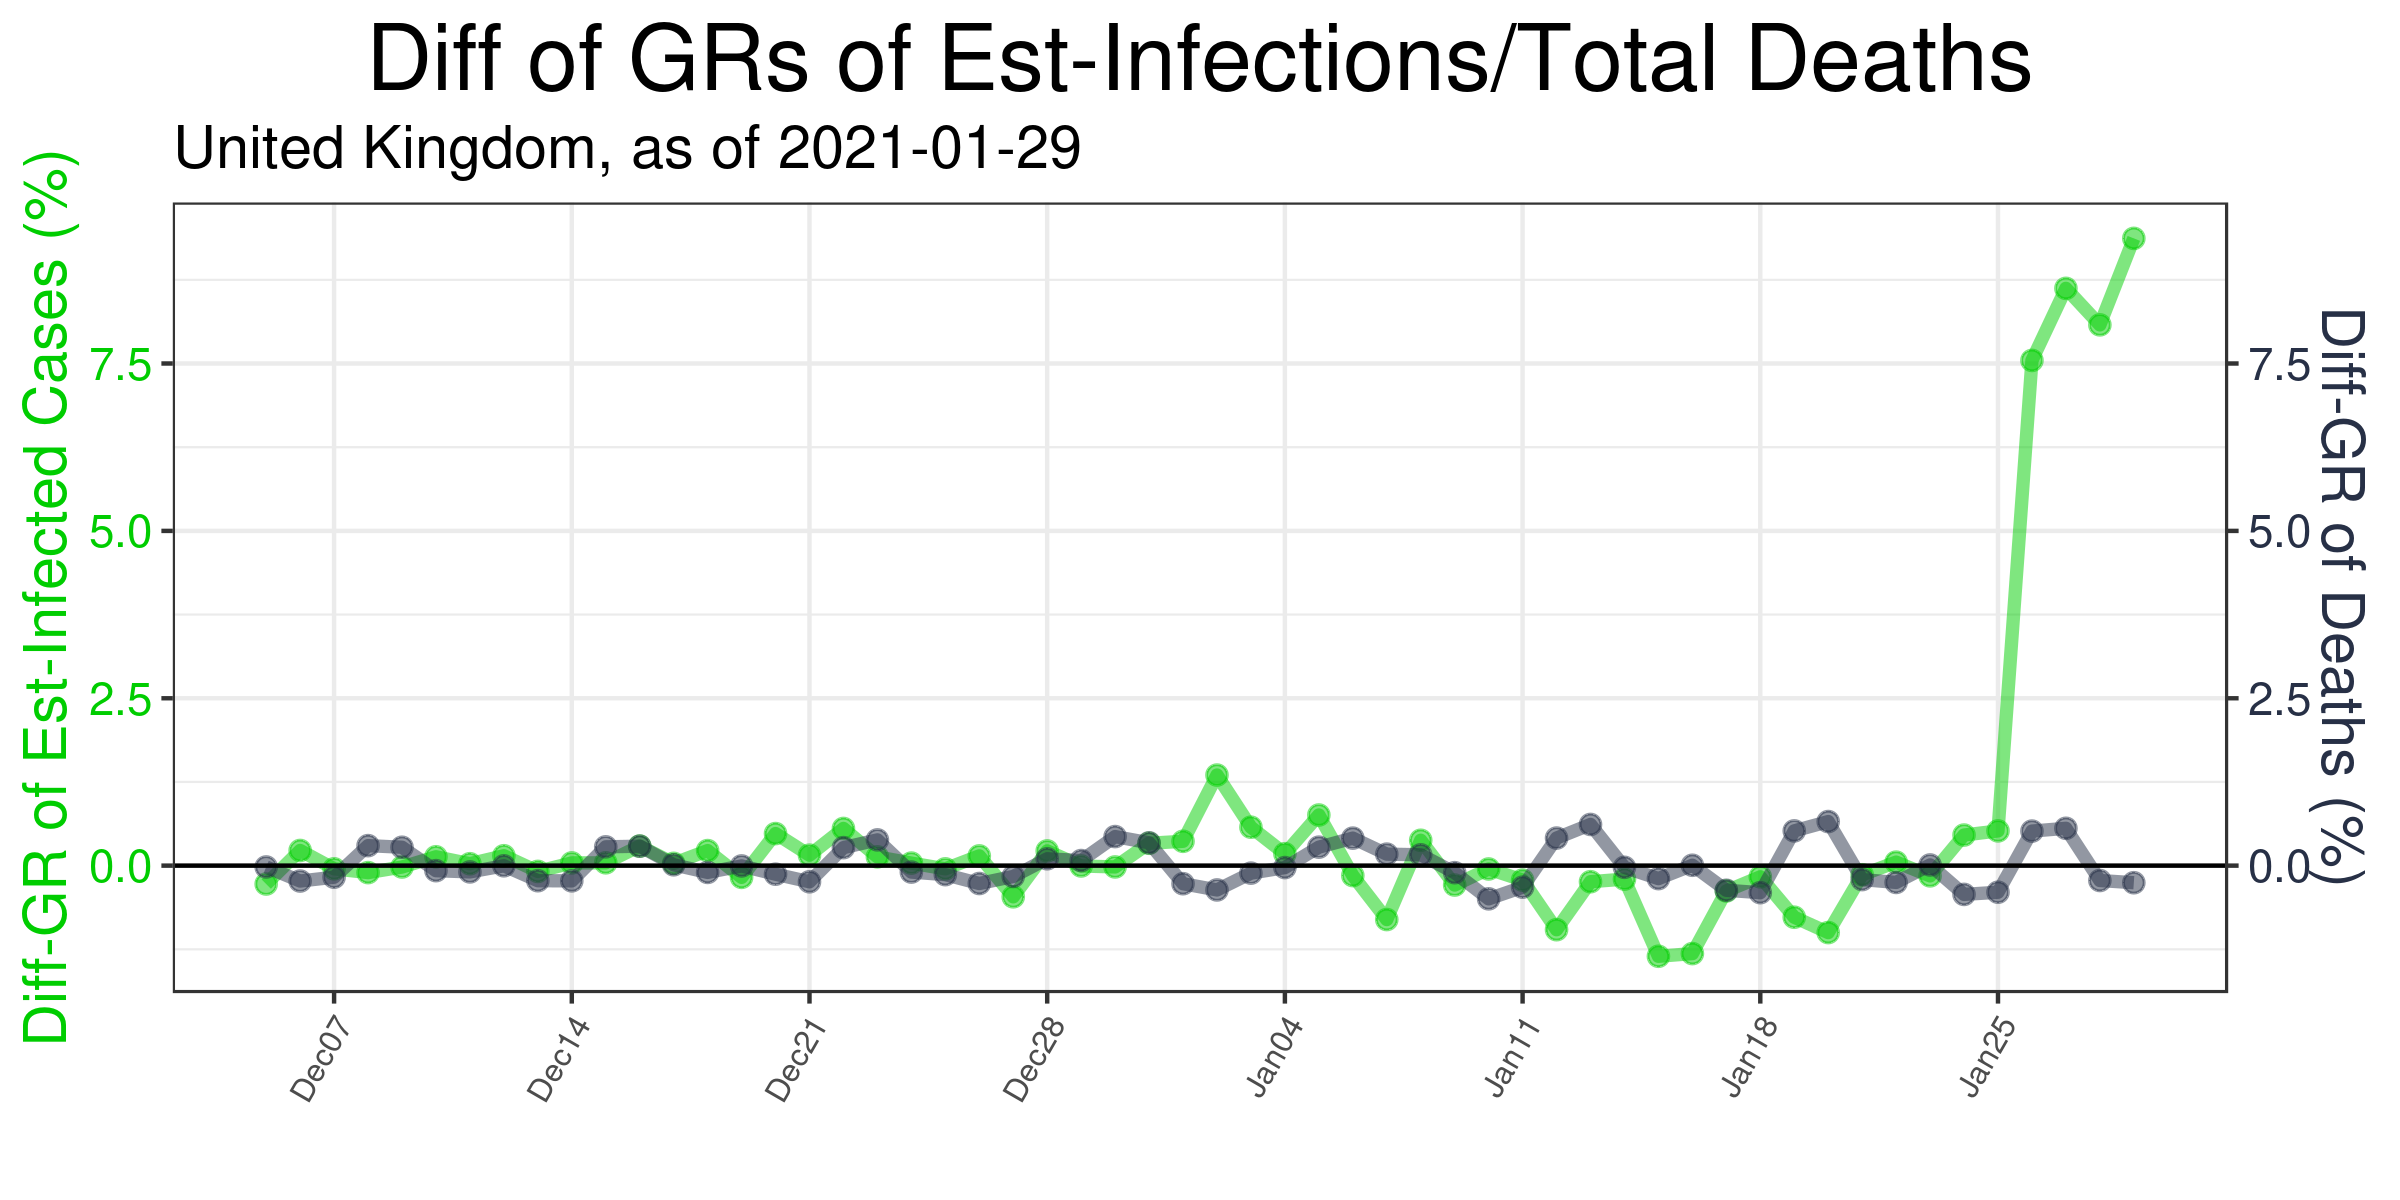 Diff of GRs of Est-Infections/Total Deaths
United Kingdom, as of 2021-01-29
Diff-GR of Est-Infected Cases (%)
7.5
5.0
2.5
0.0
7.5
5.0
2.5
0.0
Diff-GR of Deaths (%)
Dec07
Dec14
Dec21
Dec28
Jan04
Jan11
Jan18
Jan25